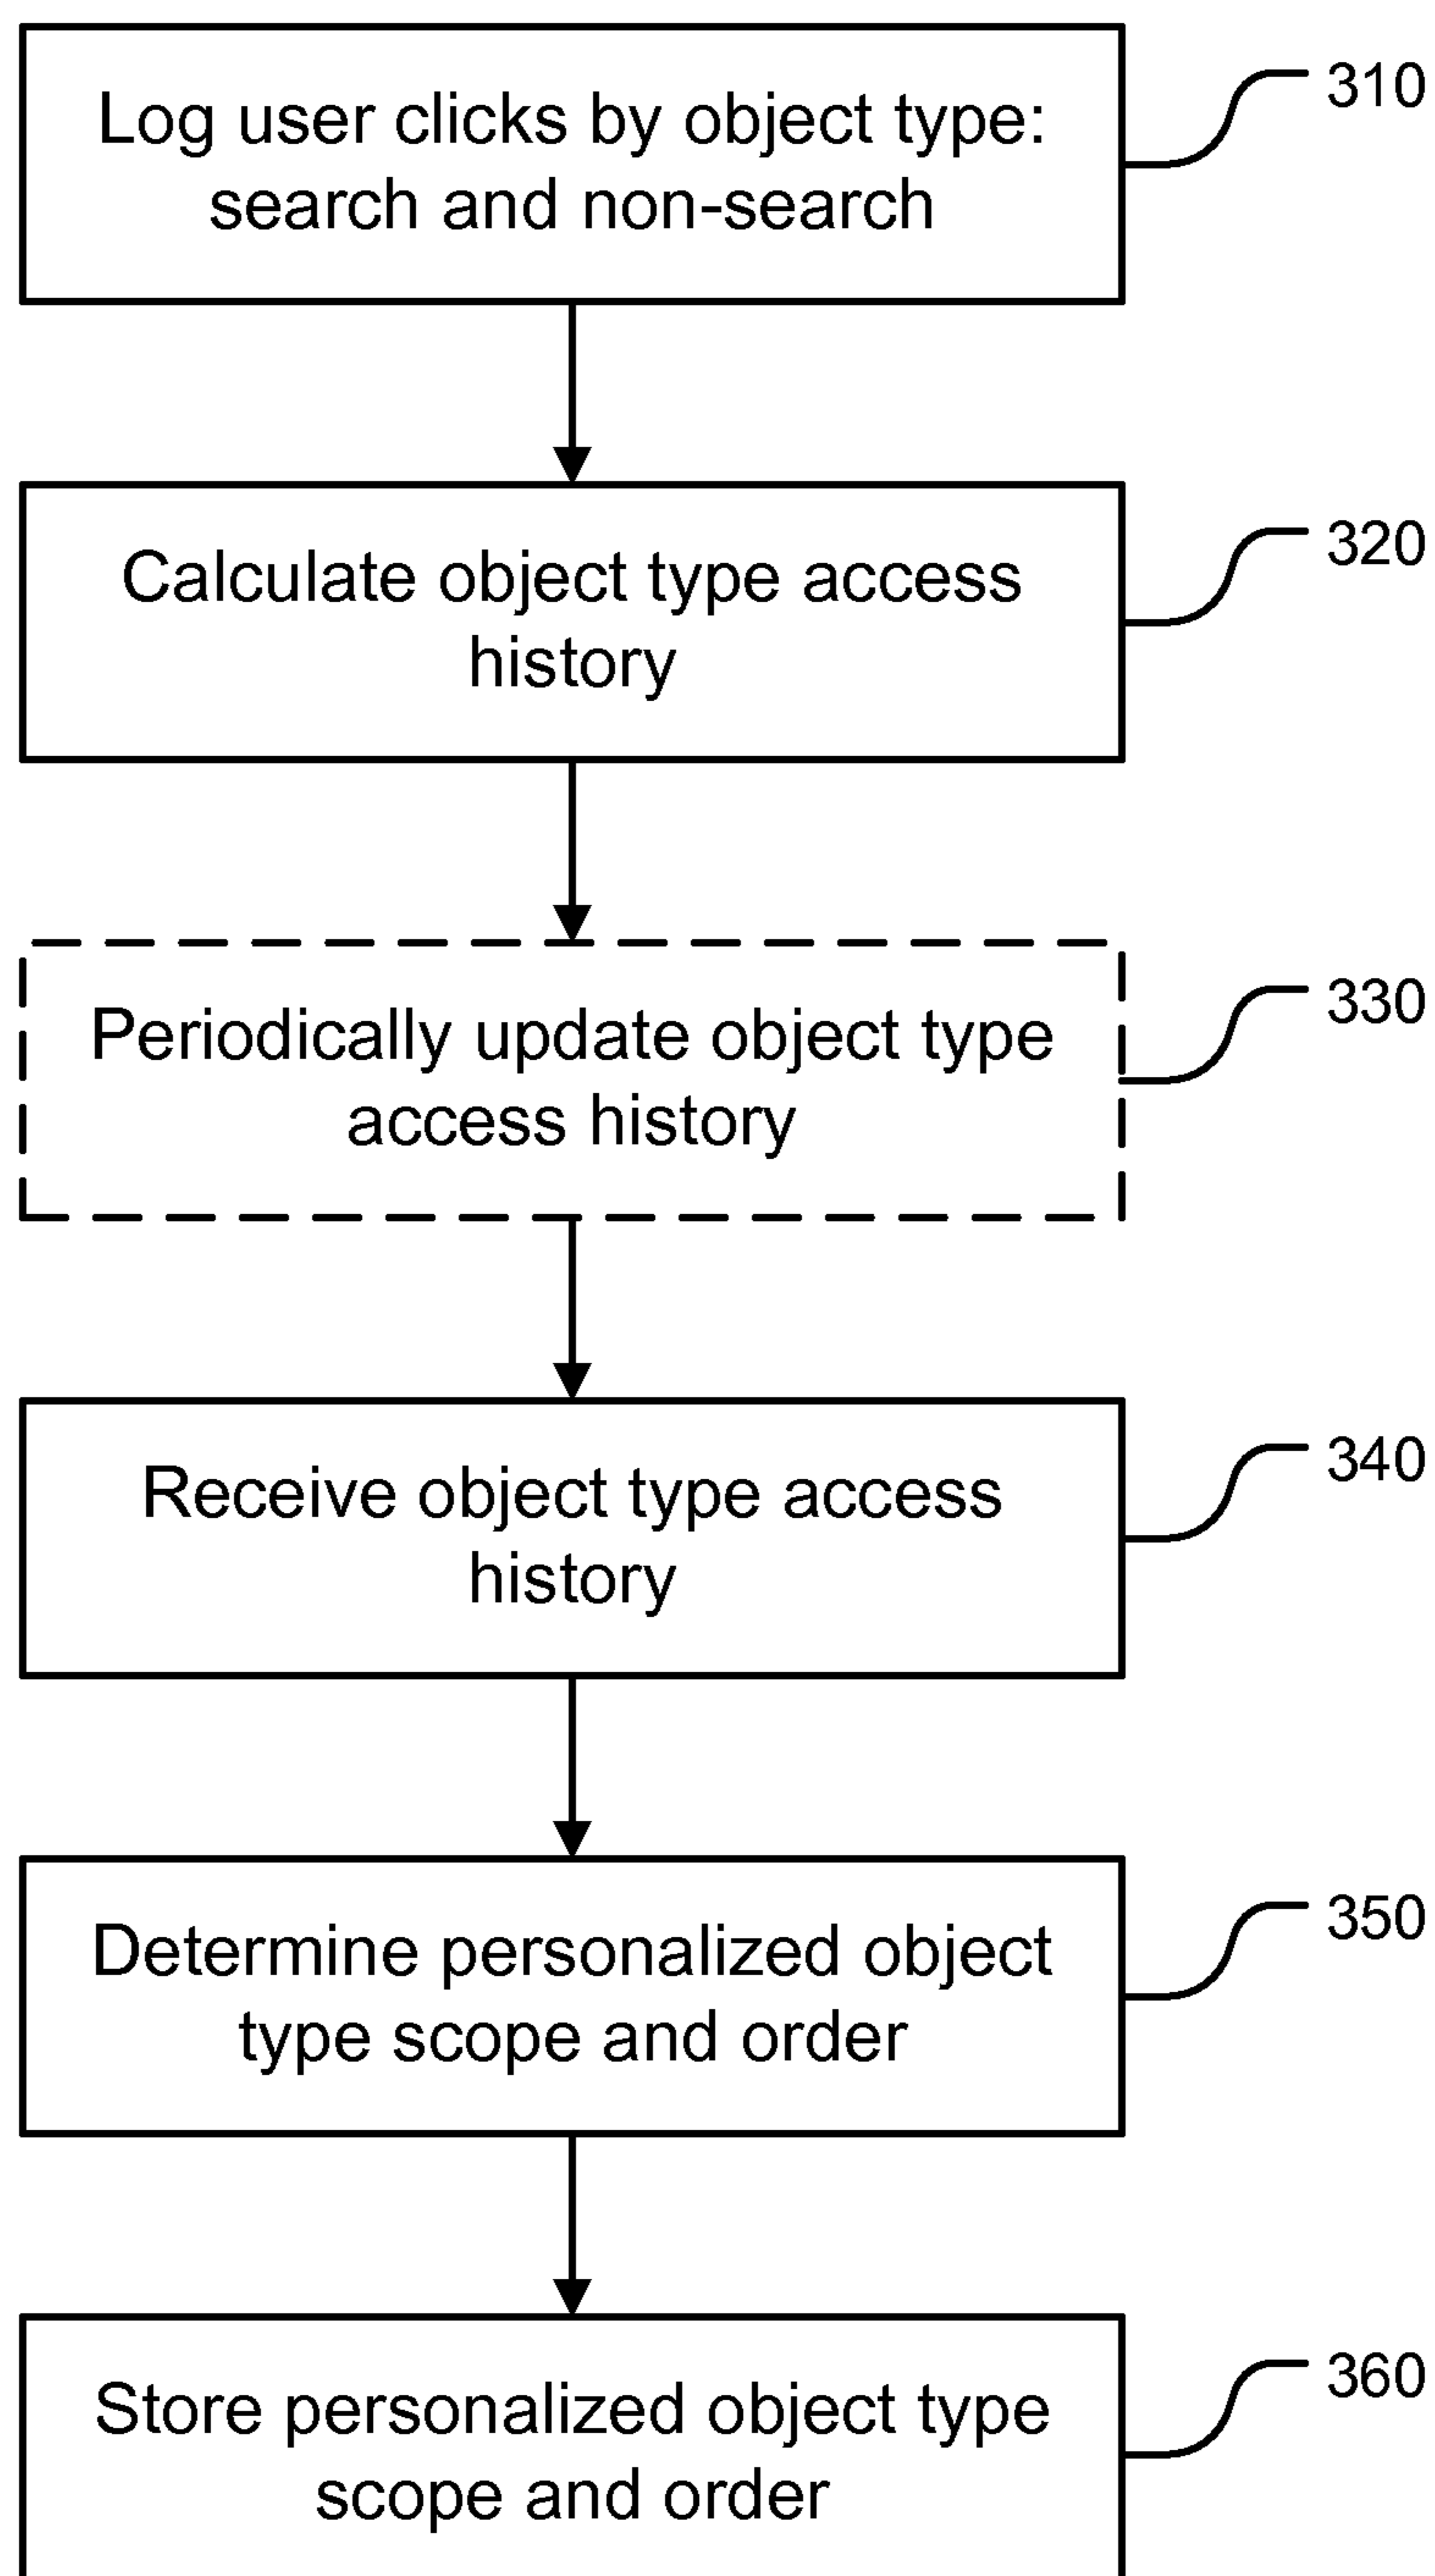 Log user clicks by object type:
search and non-search
310
Calculate object type access
history
320
Periodically update object type
access history
330
Receive object type access
history
340
Determine personalized object
type scope and order
350
Store personalized object type
scope and order
360